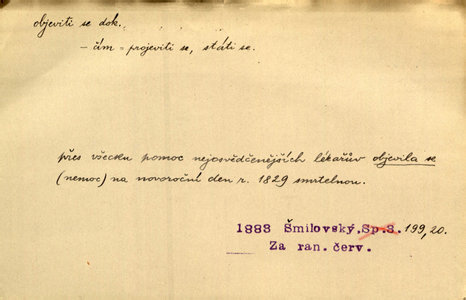 objeviti se dok.
– čím = projeviti se, státi se.
přes všecku pomoc nejosvědčenějších lékařův objevila se
(nemoc) na novoroční den r. 1829 smrtelnou.
1883 Šmilovský.Sp.3.199,20.
Za ran. červ.